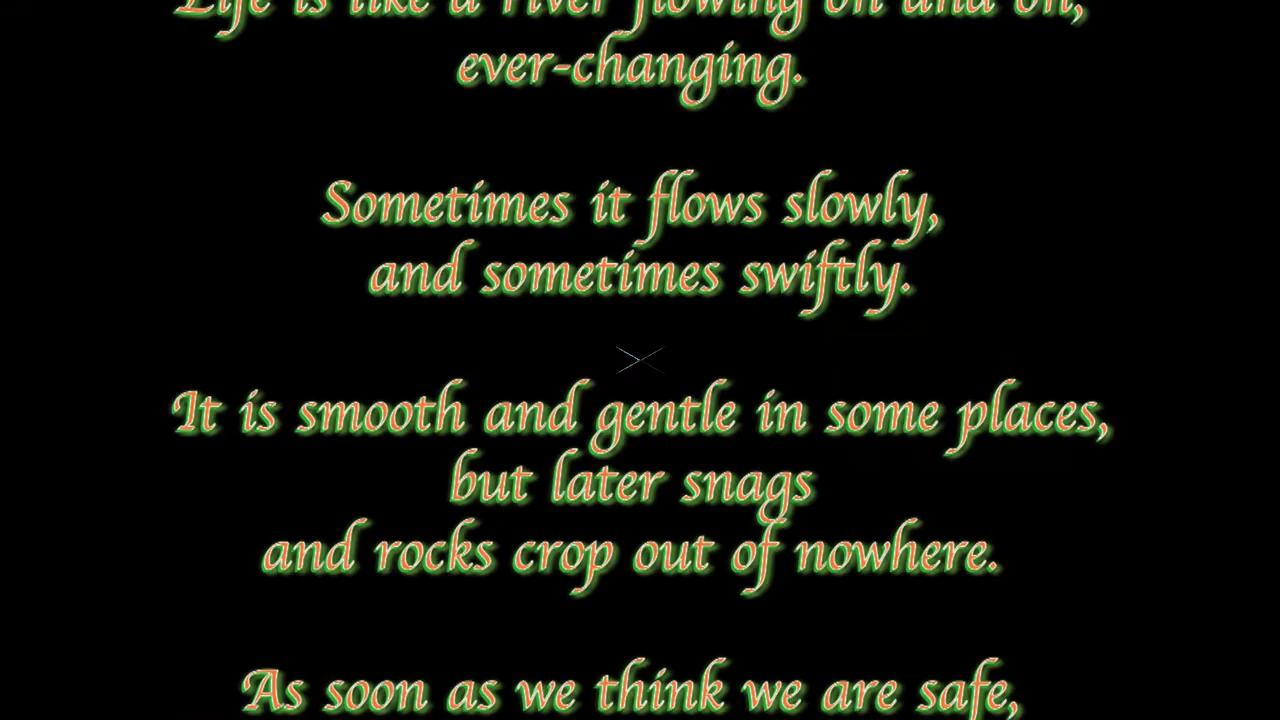 Life is like a river flowing on and on,
ever-changing.
Sometimes it flows slowly,
and sometimes swiftly.
It is smooth and gentle in some places,
but later snags
and rocks crop out of nowhere.
As soon as we think we are safe,